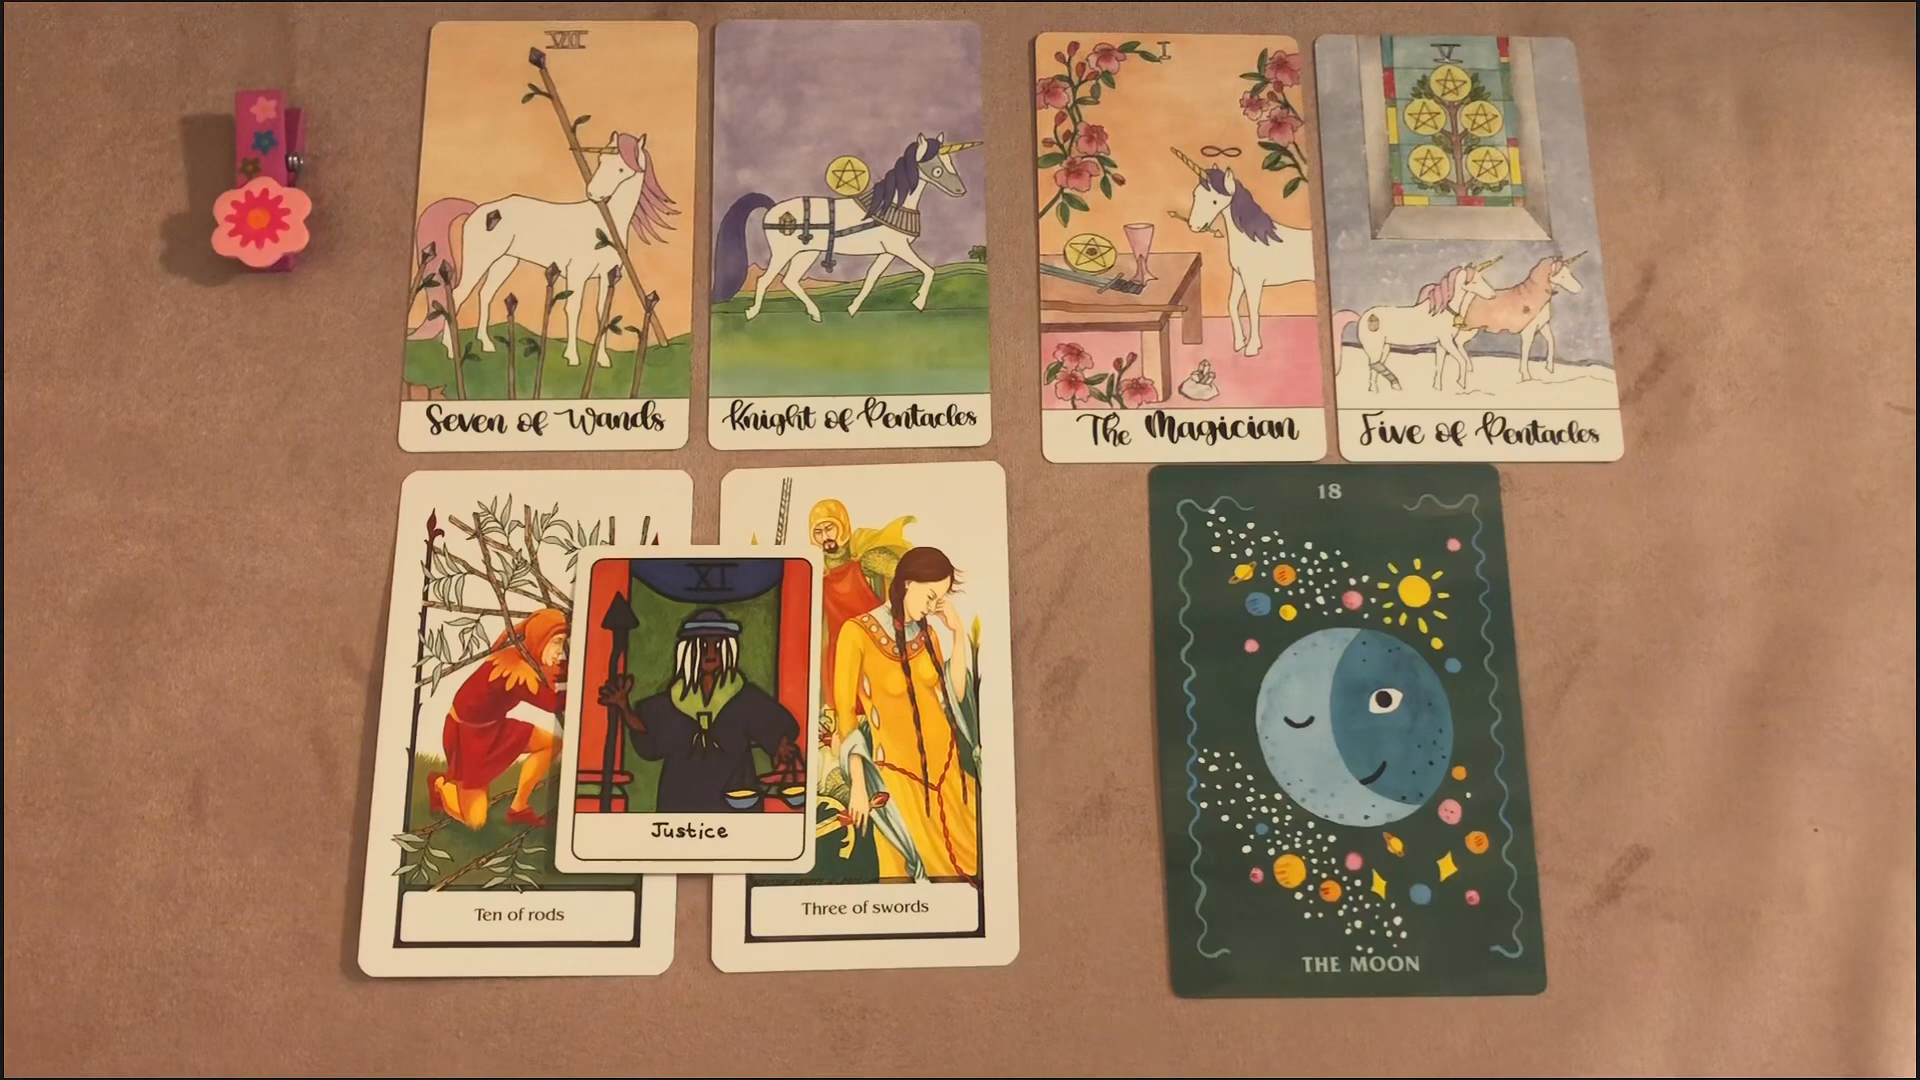 VII
Seven of Wands
Knight of Pentacles
I
The Magician
V
Five of Pentacles
Ten of rods
XI
Justice
Three of swords
18
THE MOON